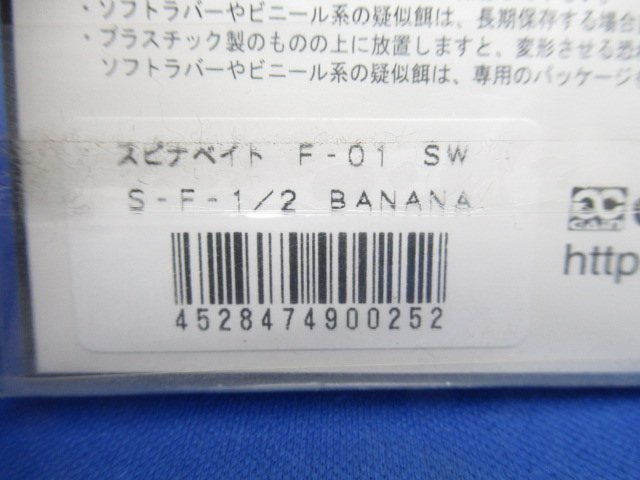 ・ソフトラバーやビニール系の疑似餌は、長期保存する場合
・プラスチック製のものの上に放置しますと、変形させる恐
ソフトラバーやビニール系の疑似餌は、専用のパッケージ
スピナベイト F-01 SW
S-F-1/2 BANANA
http
4528474900252